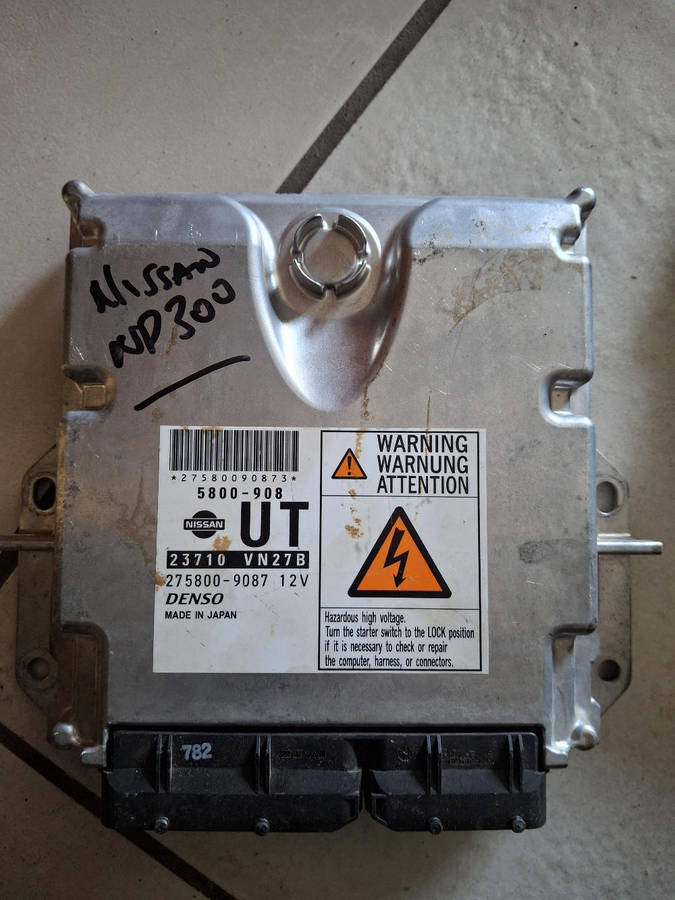 NISSAN
NP300
WARNING
WARNUNG
ATTENTION
*27580090873*
5800-908
NISSAN
UT
23710 VN27B
275800-9087 12V
DENSO
MADE IN JAPAN
Hazardous high voltage.
Turn the starter switch to the LOCK position
if it is necessary to check or repair
the computer, harness, or connectors.
782